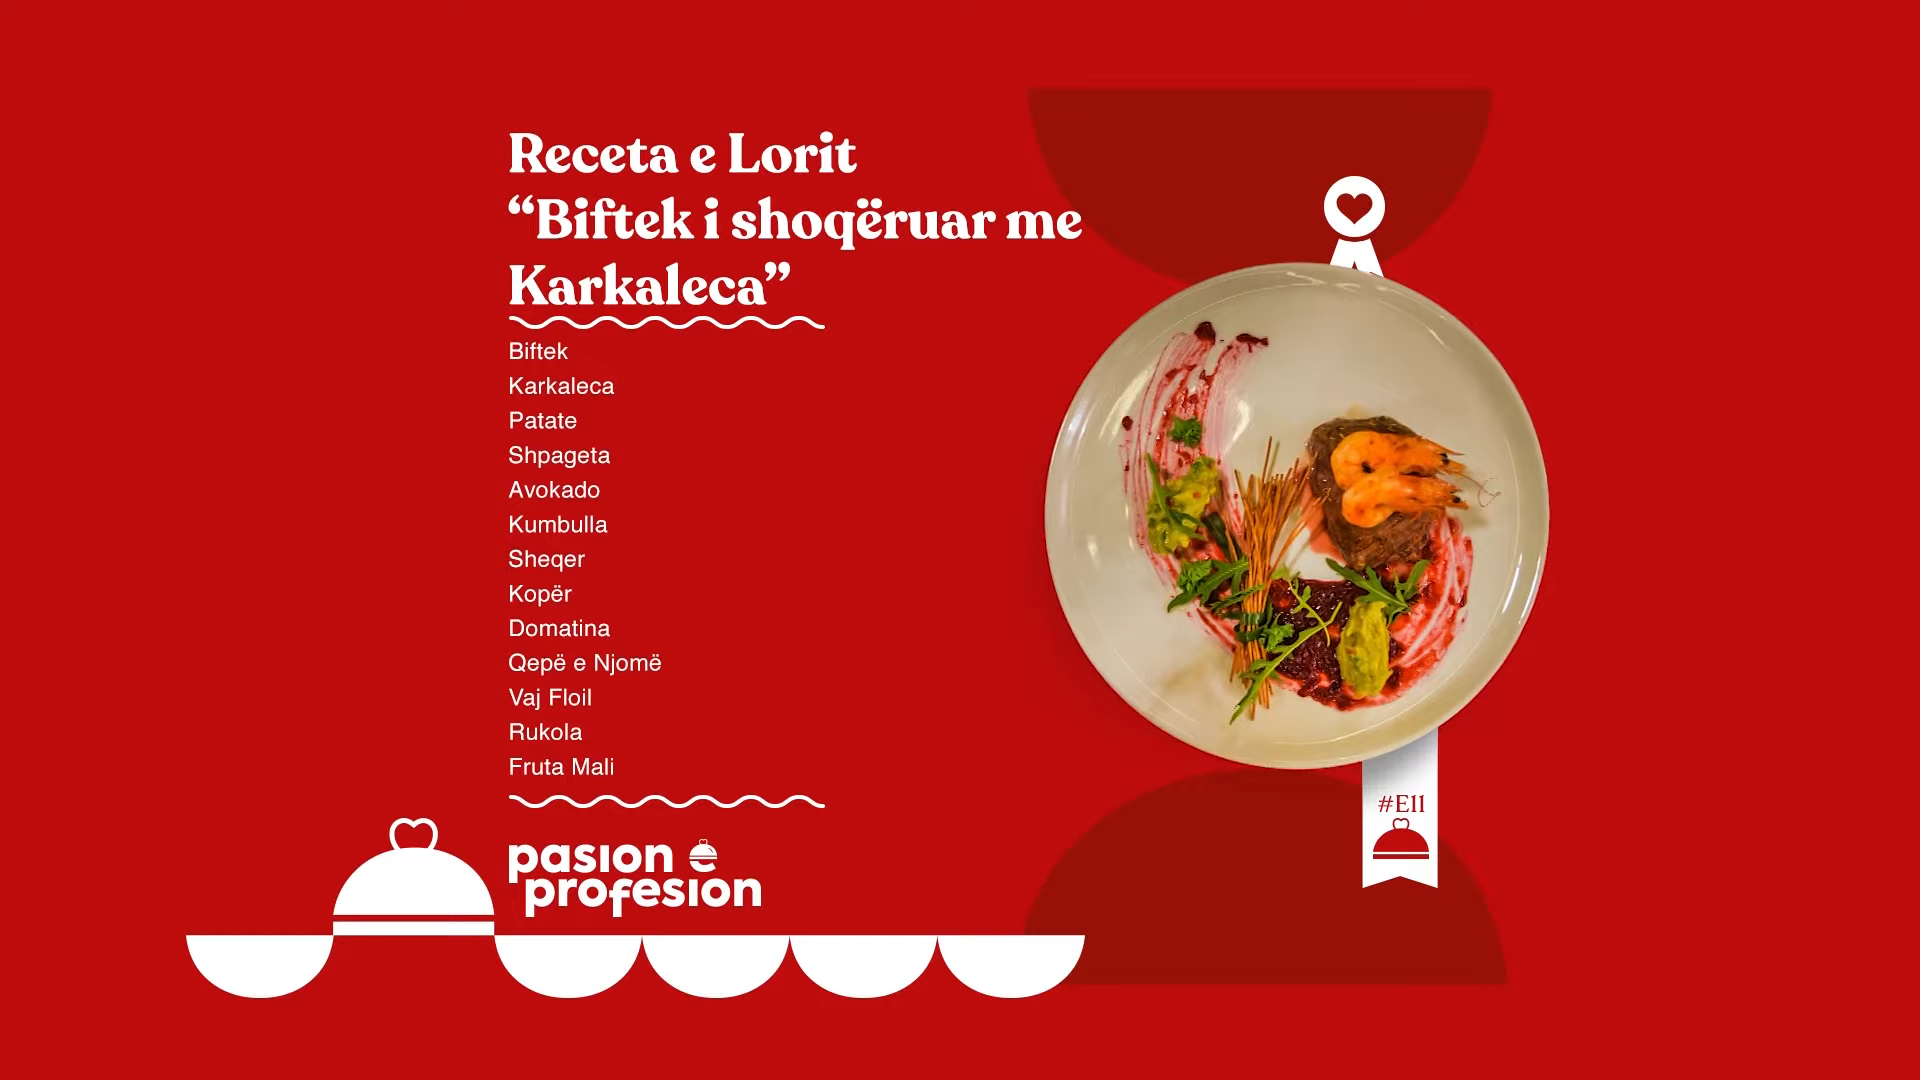 Receta e Lorit
“Biftek i shoqëruar me
Karkaleca”
Biftek
Karkaleca
Patate
Shpageta
Avokado
Kumbulla
Sheqer
Kopër
Domatina
Qepë e Njomë
Vaj Floil
Rukola
Fruta Mali
pasion e
profesion
#E11